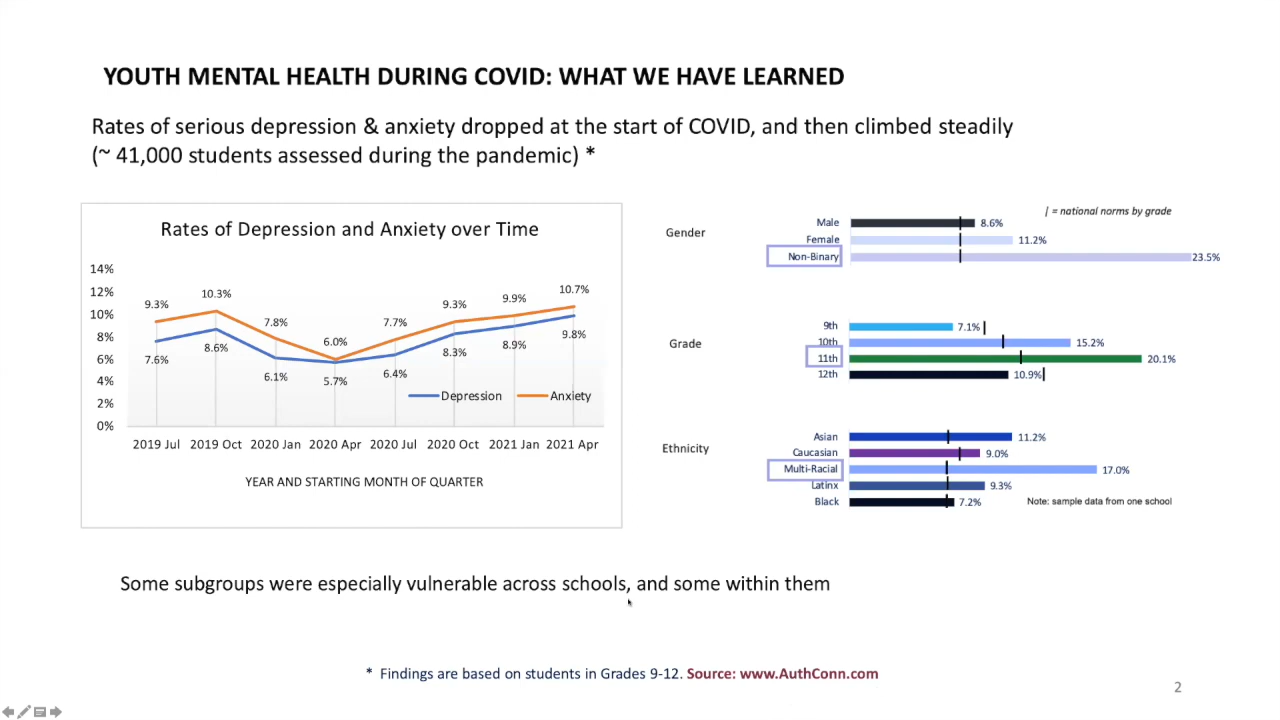 YOUTH MENTAL HEALTH DURING COVID: WHAT WE HAVE LEARNED
Rates of serious depression & anxiety dropped at the start of COVID, and then climbed steadily
(~ 41,000 students assessed during the pandemic) *
Rates of Depression and Anxiety over Time
14%
12%
10%
8%
6%
4%
2%
0%
9.3% 10.3% 7.8% 6.0% 7.7% 9.3% 9.9% 10.7%
7.6% 8.6% 6.1% 5.7% 6.4% 8.3% 8.9% 9.8%
Depression Anxiety
2019 Jul 2019 Oct 2020 Jan 2020 Apr 2020 Jul 2020 Oct 2021 Jan 2021 Apr
YEAR AND STARTING MONTH OF QUARTER
| = national norms by grade
Gender
Male 8.6%
Female 11.2%
Non-Binary 23.5%
Grade
9th 7.1%
10th 15.2%
11th 20.1%
12th 10.9%
Ethnicity
Asian 11.2%
Caucasian 9.0%
Multi-Racial 17.0%
Latinx 9.3%
Black 7.2%
Note: sample data from one school
Some subgroups were especially vulnerable across schools, and some within them
* Findings are based on students in Grades 9-12. Source: www.AuthConn.com
2